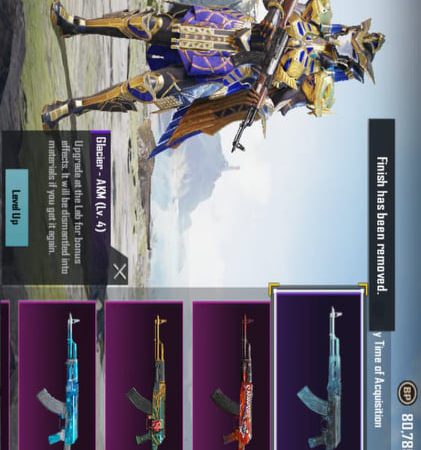 BP 80,78
Finish has been removed.
y Time of Acquisition
Glacier - AKM (Lv. 4)
Upgrade at the Lab for bonus
effects. It will be dismantled into
materials if you get it again.
Level Up